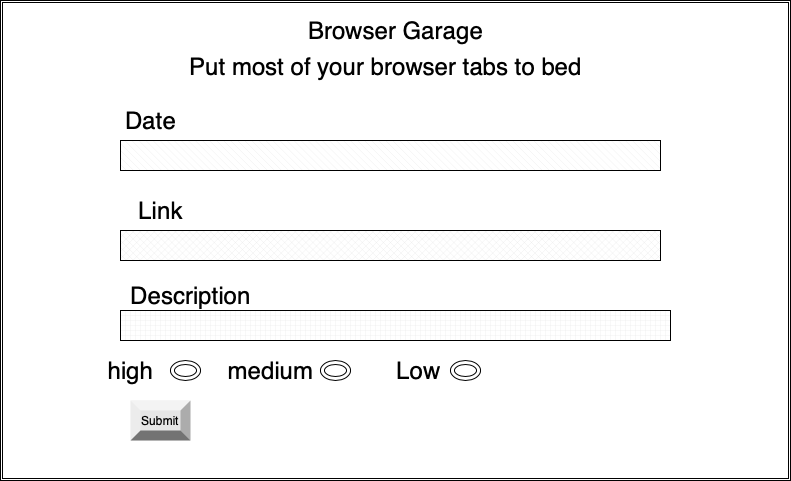 Browser Garage
Put most of your browser tabs to bed
Date
Link
Description
high medium Low
Submit